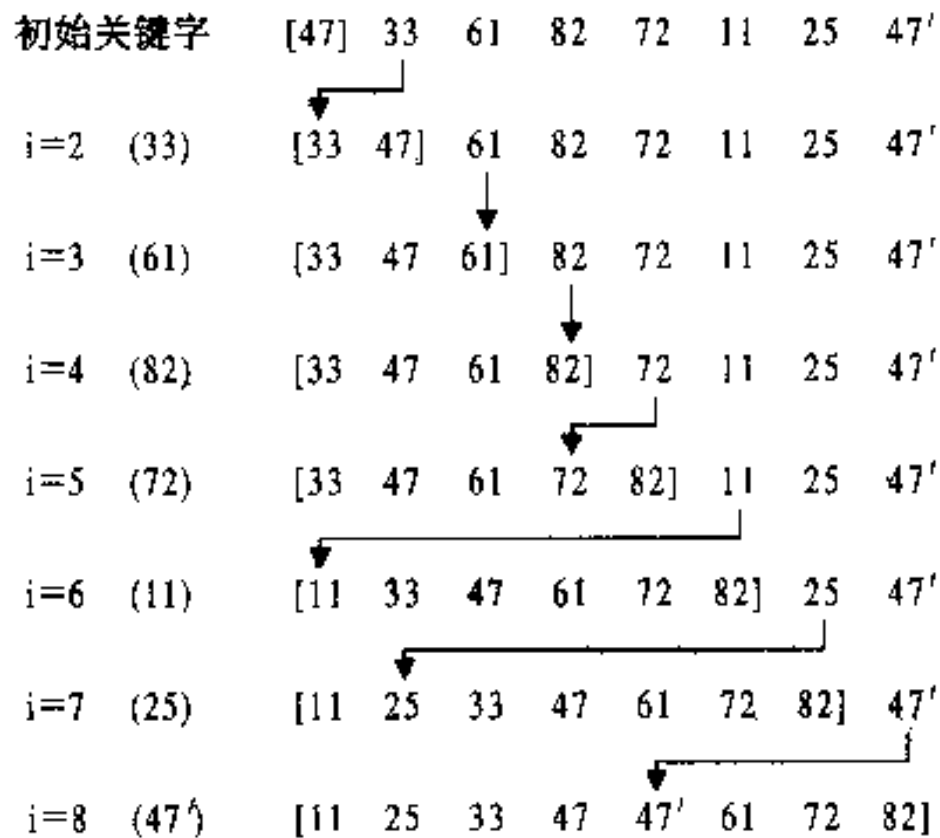 初始关键字 [47] 33 61 82 72 11 25 47′
i=2 (33) [33 47] 61 82 72 11 25 47′
i=3 (61) [33 47 61] 82 72 11 25 47′
i=4 (82) [33 47 61 82] 72 11 25 47′
i=5 (72) [33 47 61 72 82] 11 25 47′
i=6 (11) [11 33 47 61 72 82] 25 47′
i=7 (25) [11 25 33 47 61 72 82] 47′
i=8 (47′) [11 25 33 47 47′ 61 72 82]